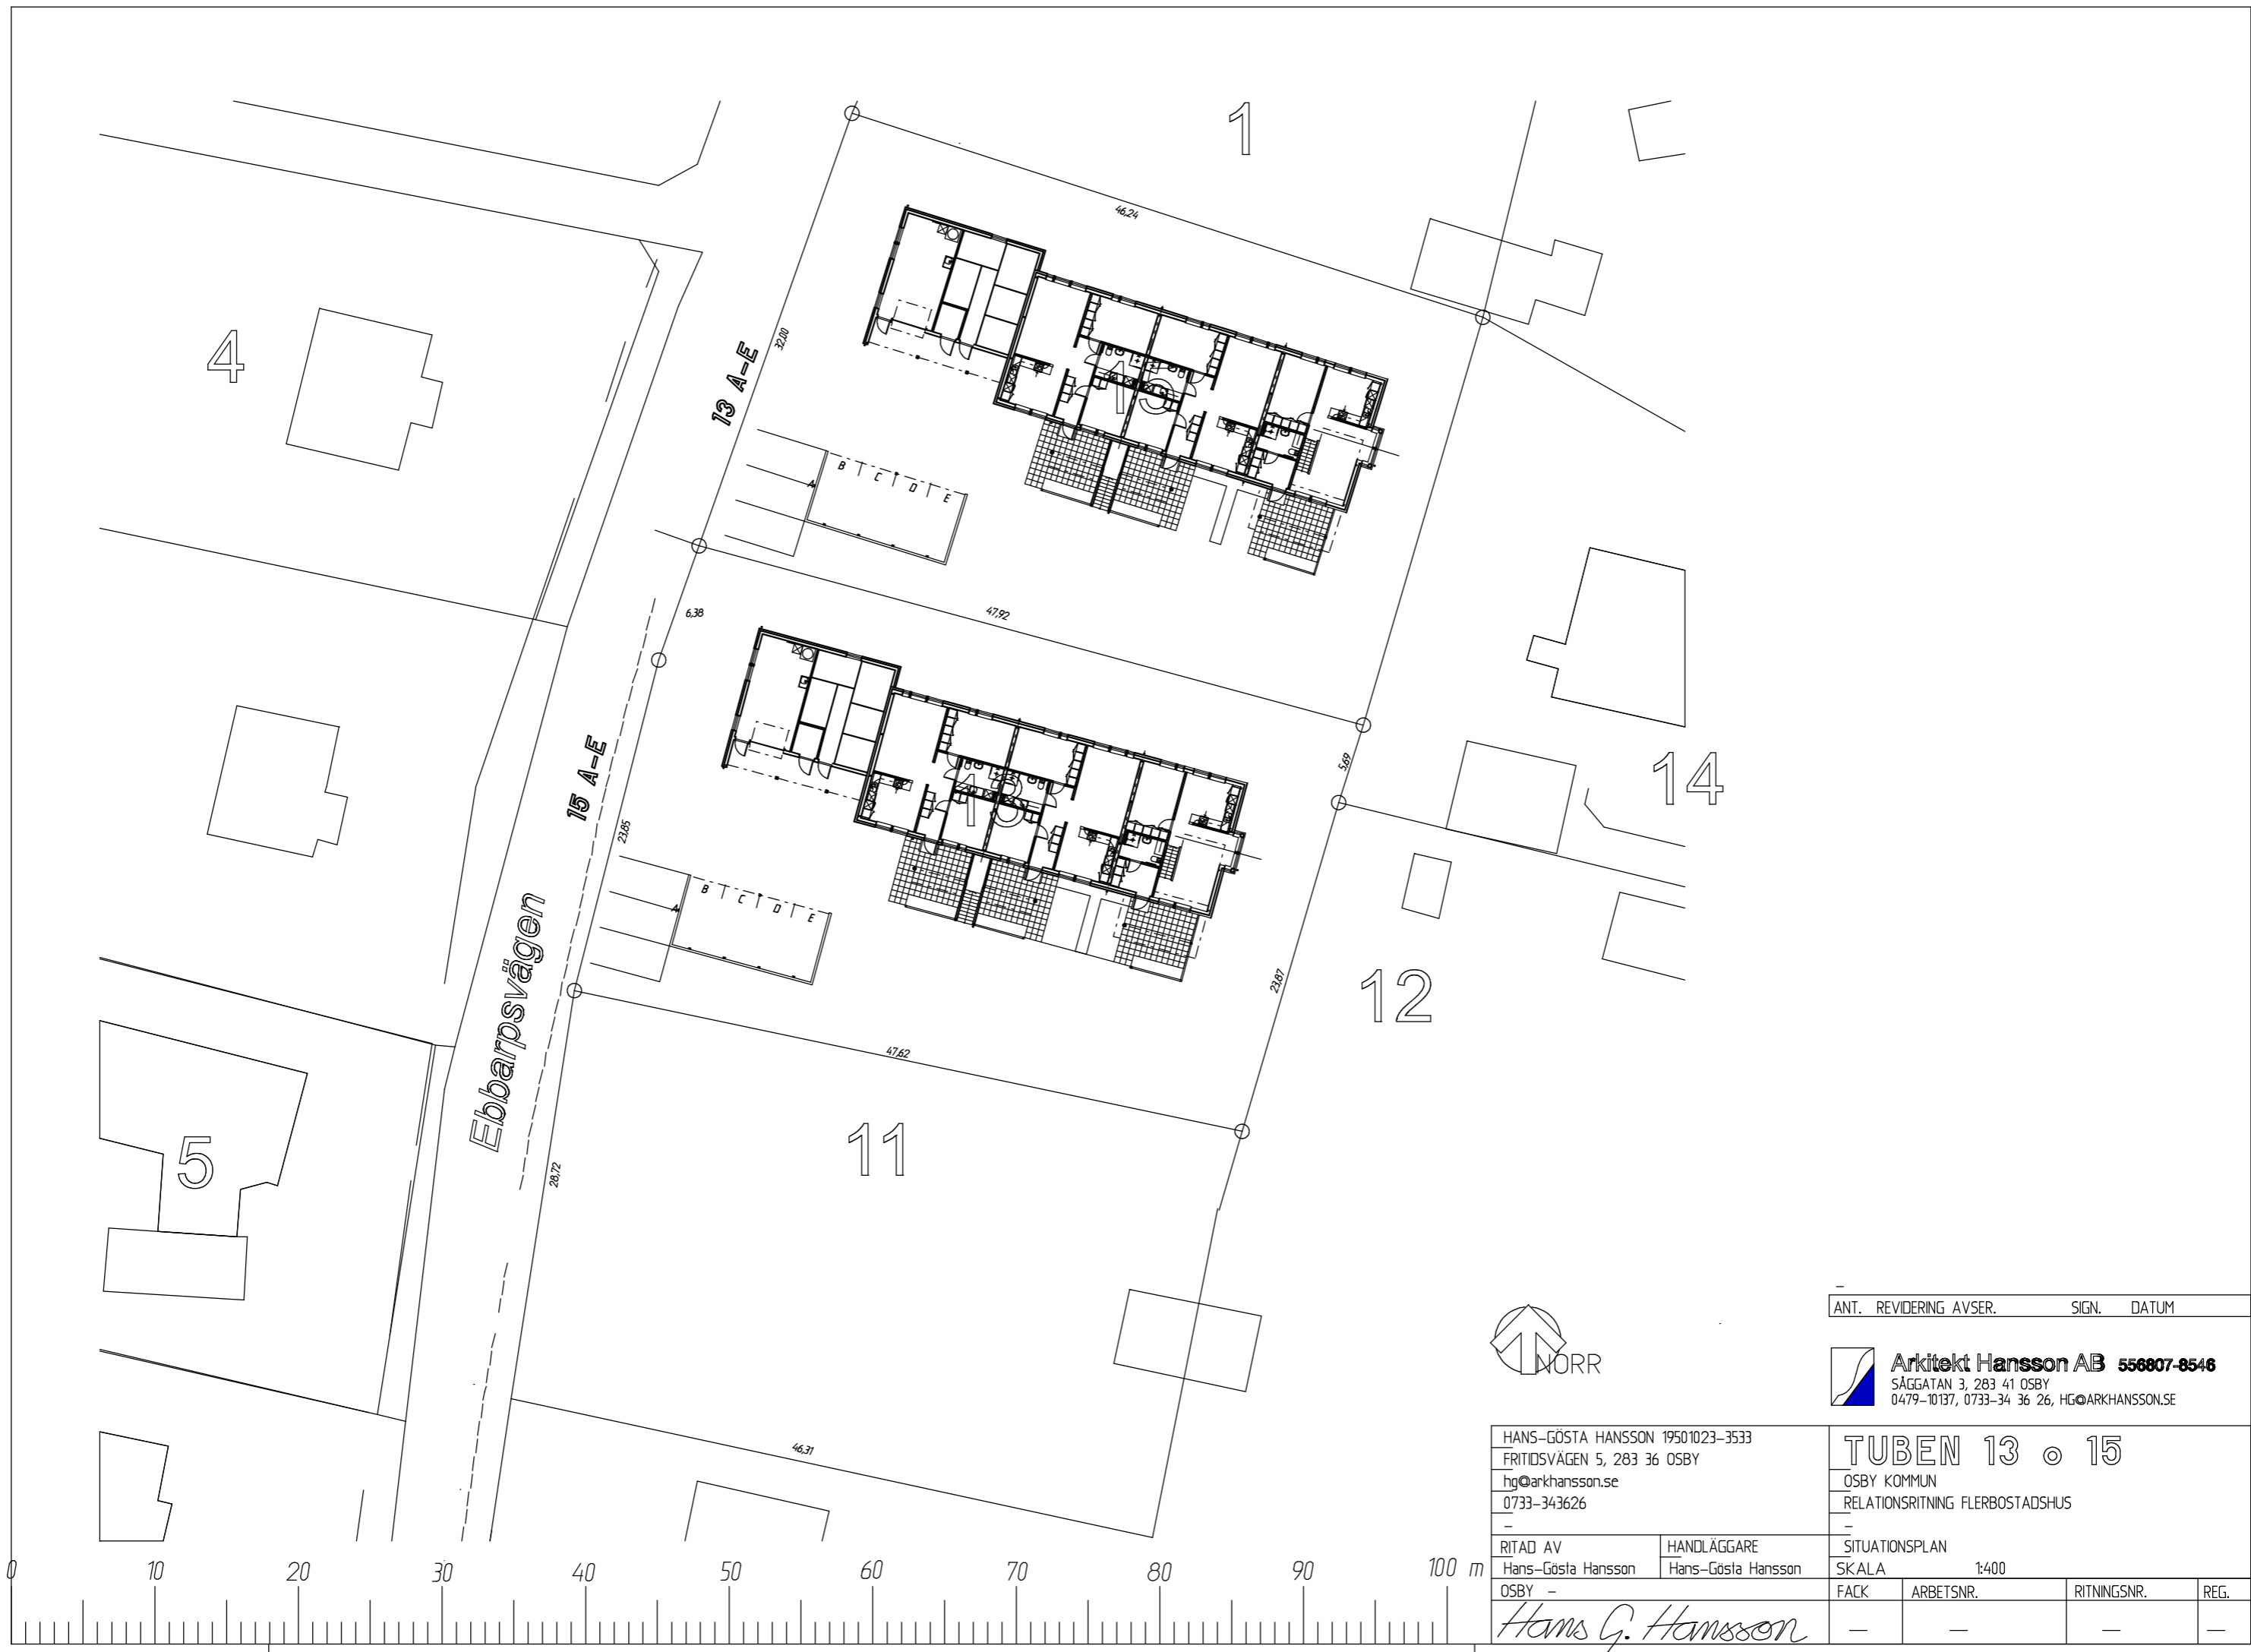 1
46,24
4
32,00
13 A-E
13
A
B
C
D
E
6,38
47,92
15 A-E
5,69
14
23,85
A
B
C
D
E
Ebbarpsvägen
23,87
12
47,62
5
11
28,72
46,31
NORR
-
ANT. REVIDERING AVSER. SIGN. DATUM
Arkitekt Hansson AB 556807-8546
SÅGGATAN 3, 283 41 OSBY
0479-10137, 0733-34 36 26, HG@ARKHANSSON.SE
HANS-GÖSTA HANSSON 19501023-3533
FRITIDSVÄGEN 5, 283 36 OSBY
hg@arkhansson.se
0733-343626
-
RITAD AV
Hans-Gösta Hansson
HANDLÄGGARE
Hans-Gösta Hansson
OSBY -
Hans G. Hansson
TUBEN 13 o 15
OSBY KOMMUN
RELATIONSRITNING FLERBOSTADSHUS
-
SITUATIONSPLAN
SKALA 1:400
FACK ARBETSNR. RITNINGSNR. REG.
- - - -
0 10 20 30 40 50 60 70 80 90 100 m